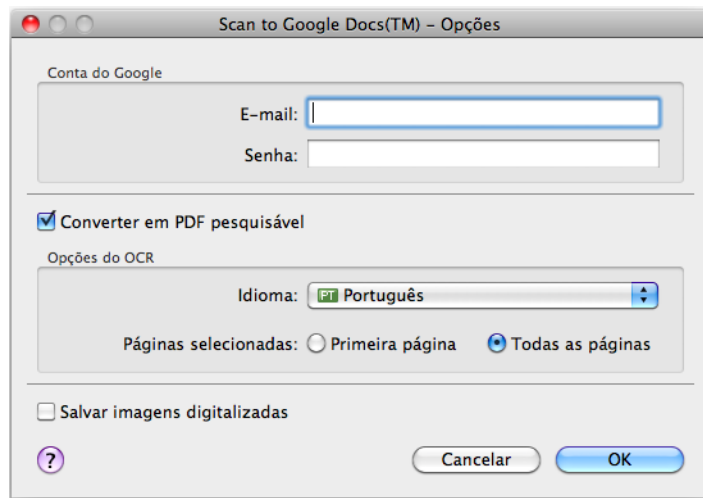 Scan to Google Docs(TM) – Opções
Conta do Google
E-mail:
Senha:
Converter em PDF pesquisável
Opções do OCR
Idioma: PT Português
Páginas selecionadas: Primeira página Todas as páginas
Salvar imagens digitalizadas
? Cancelar OK